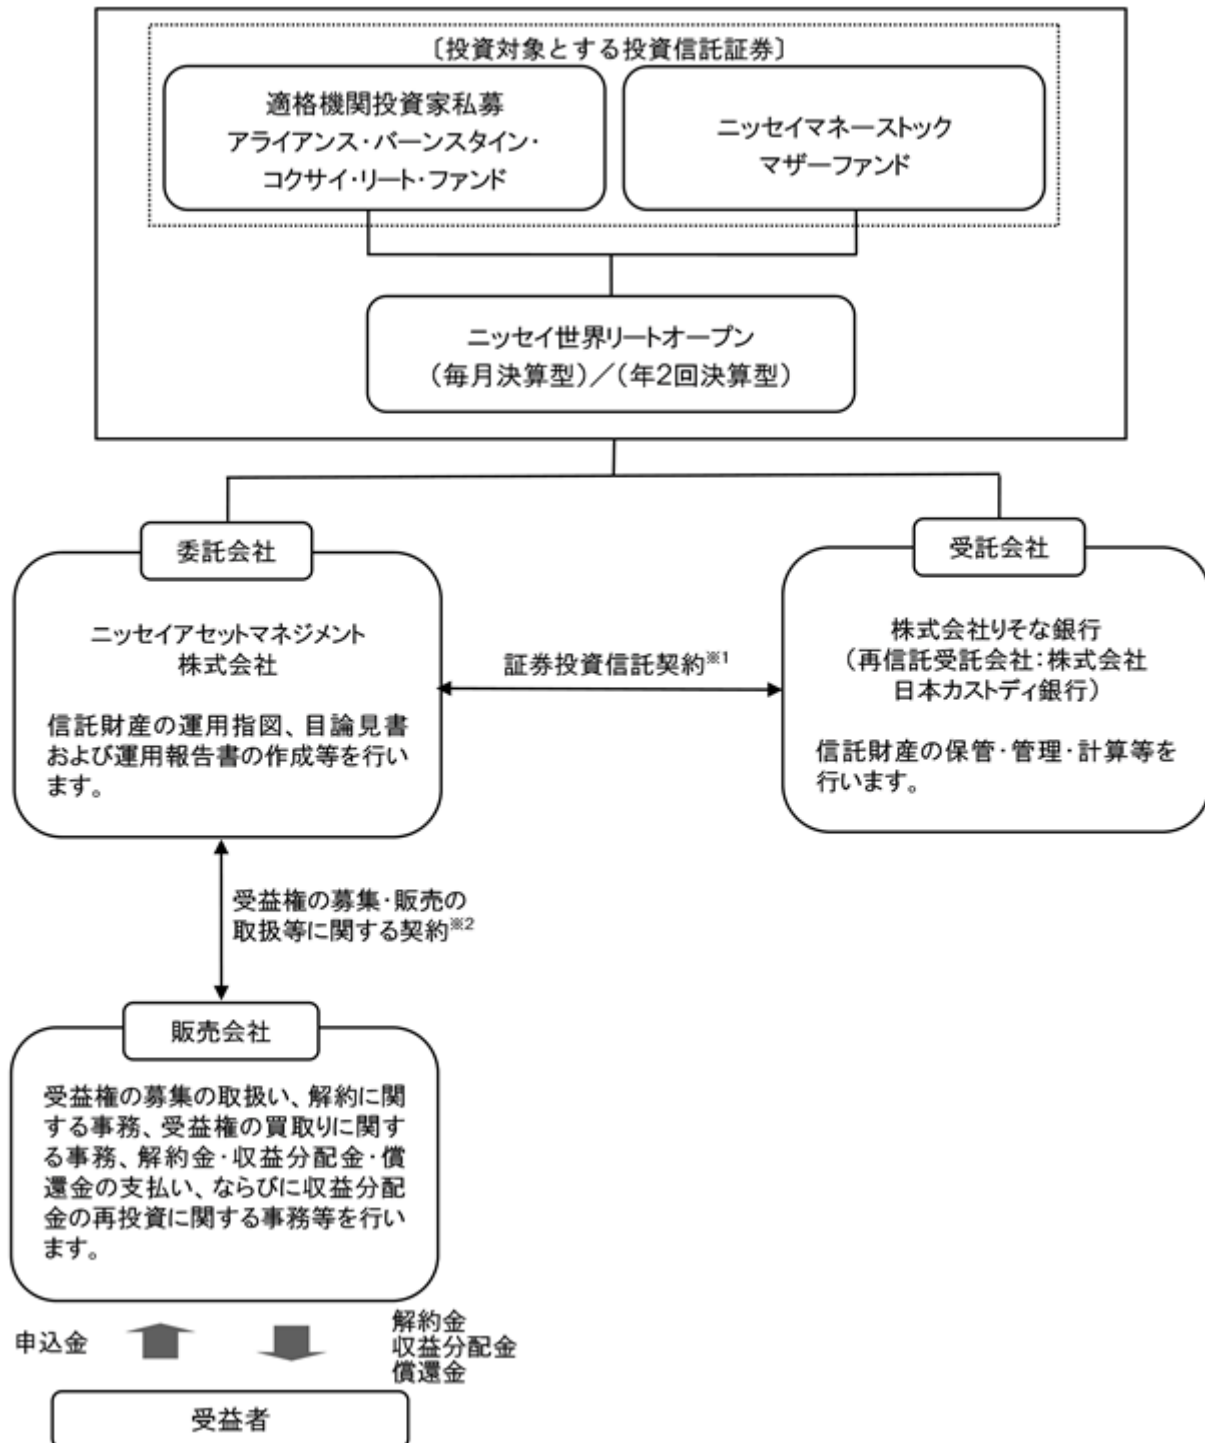 〔投資対象とする投資信託証券〕
適格機関投資家私募
アライアンス・バーンスタイン・
コクサイ・リート・ファンド
ニッセイマネーストック
マザーファンド
ニッセイ世界リートオープン
（毎月決算型）／（年2回決算型）
委託会社
ニッセイアセットマネジメント
株式会社
信託財産の運用指図、目論見書
および運用報告書の作成等を行い
ます。
証券投資信託契約※1
受託会社
株式会社りそな銀行
（再信託受託会社：株式会社
日本カストディ銀行）
信託財産の保管・管理・計算等を
行います。
受益権の募集・販売の
取扱等に関する契約※2
販売会社
受益権の募集の取扱い、解約に関
する事務、受益権の買取りに関す
る事務、解約金・収益分配金・償
還金の支払い、ならびに収益分配
金の再投資に関する事務等を行い
ます。
申込金
解約金
収益分配金
償還金
受益者